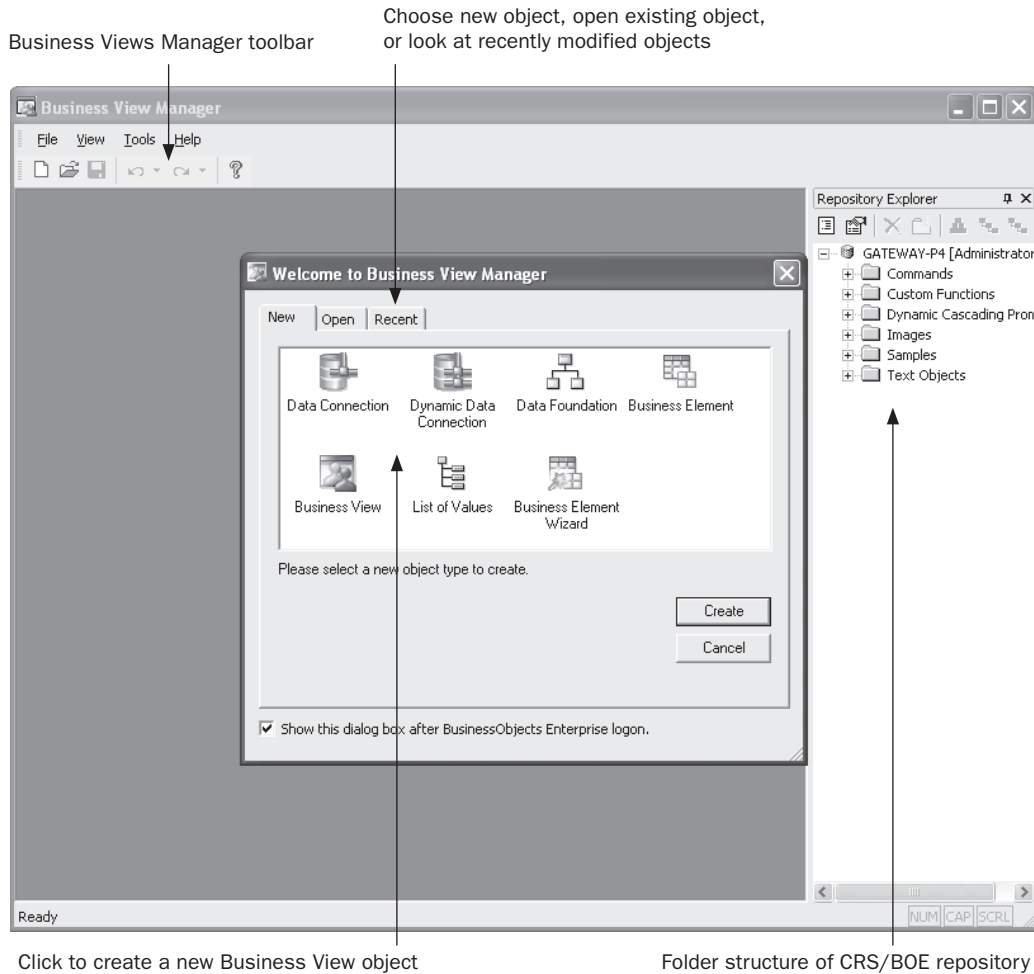 Choose new object, open existing object,
or look at recently modified objects
Business Views Manager toolbar
Business View Manager
File View Tools Help
Repository Explorer
GATEWAY-P4 [Administrator
Commands
Custom Functions
Dynamic Cascading Pron
Images
Samples
Text Objects
Welcome to Business View Manager
New Open Recent
Data Connection
Dynamic Data
Connection
Data Foundation
Business Element
Business View
List of Values
Business Element
Wizard
Please select a new object type to create.
Create
Cancel
Show this dialog box after BusinessObjects Enterprise logon.
Ready
NUM CAP SCRL
Click to create a new Business View object
Folder structure of CRS/BOE repository